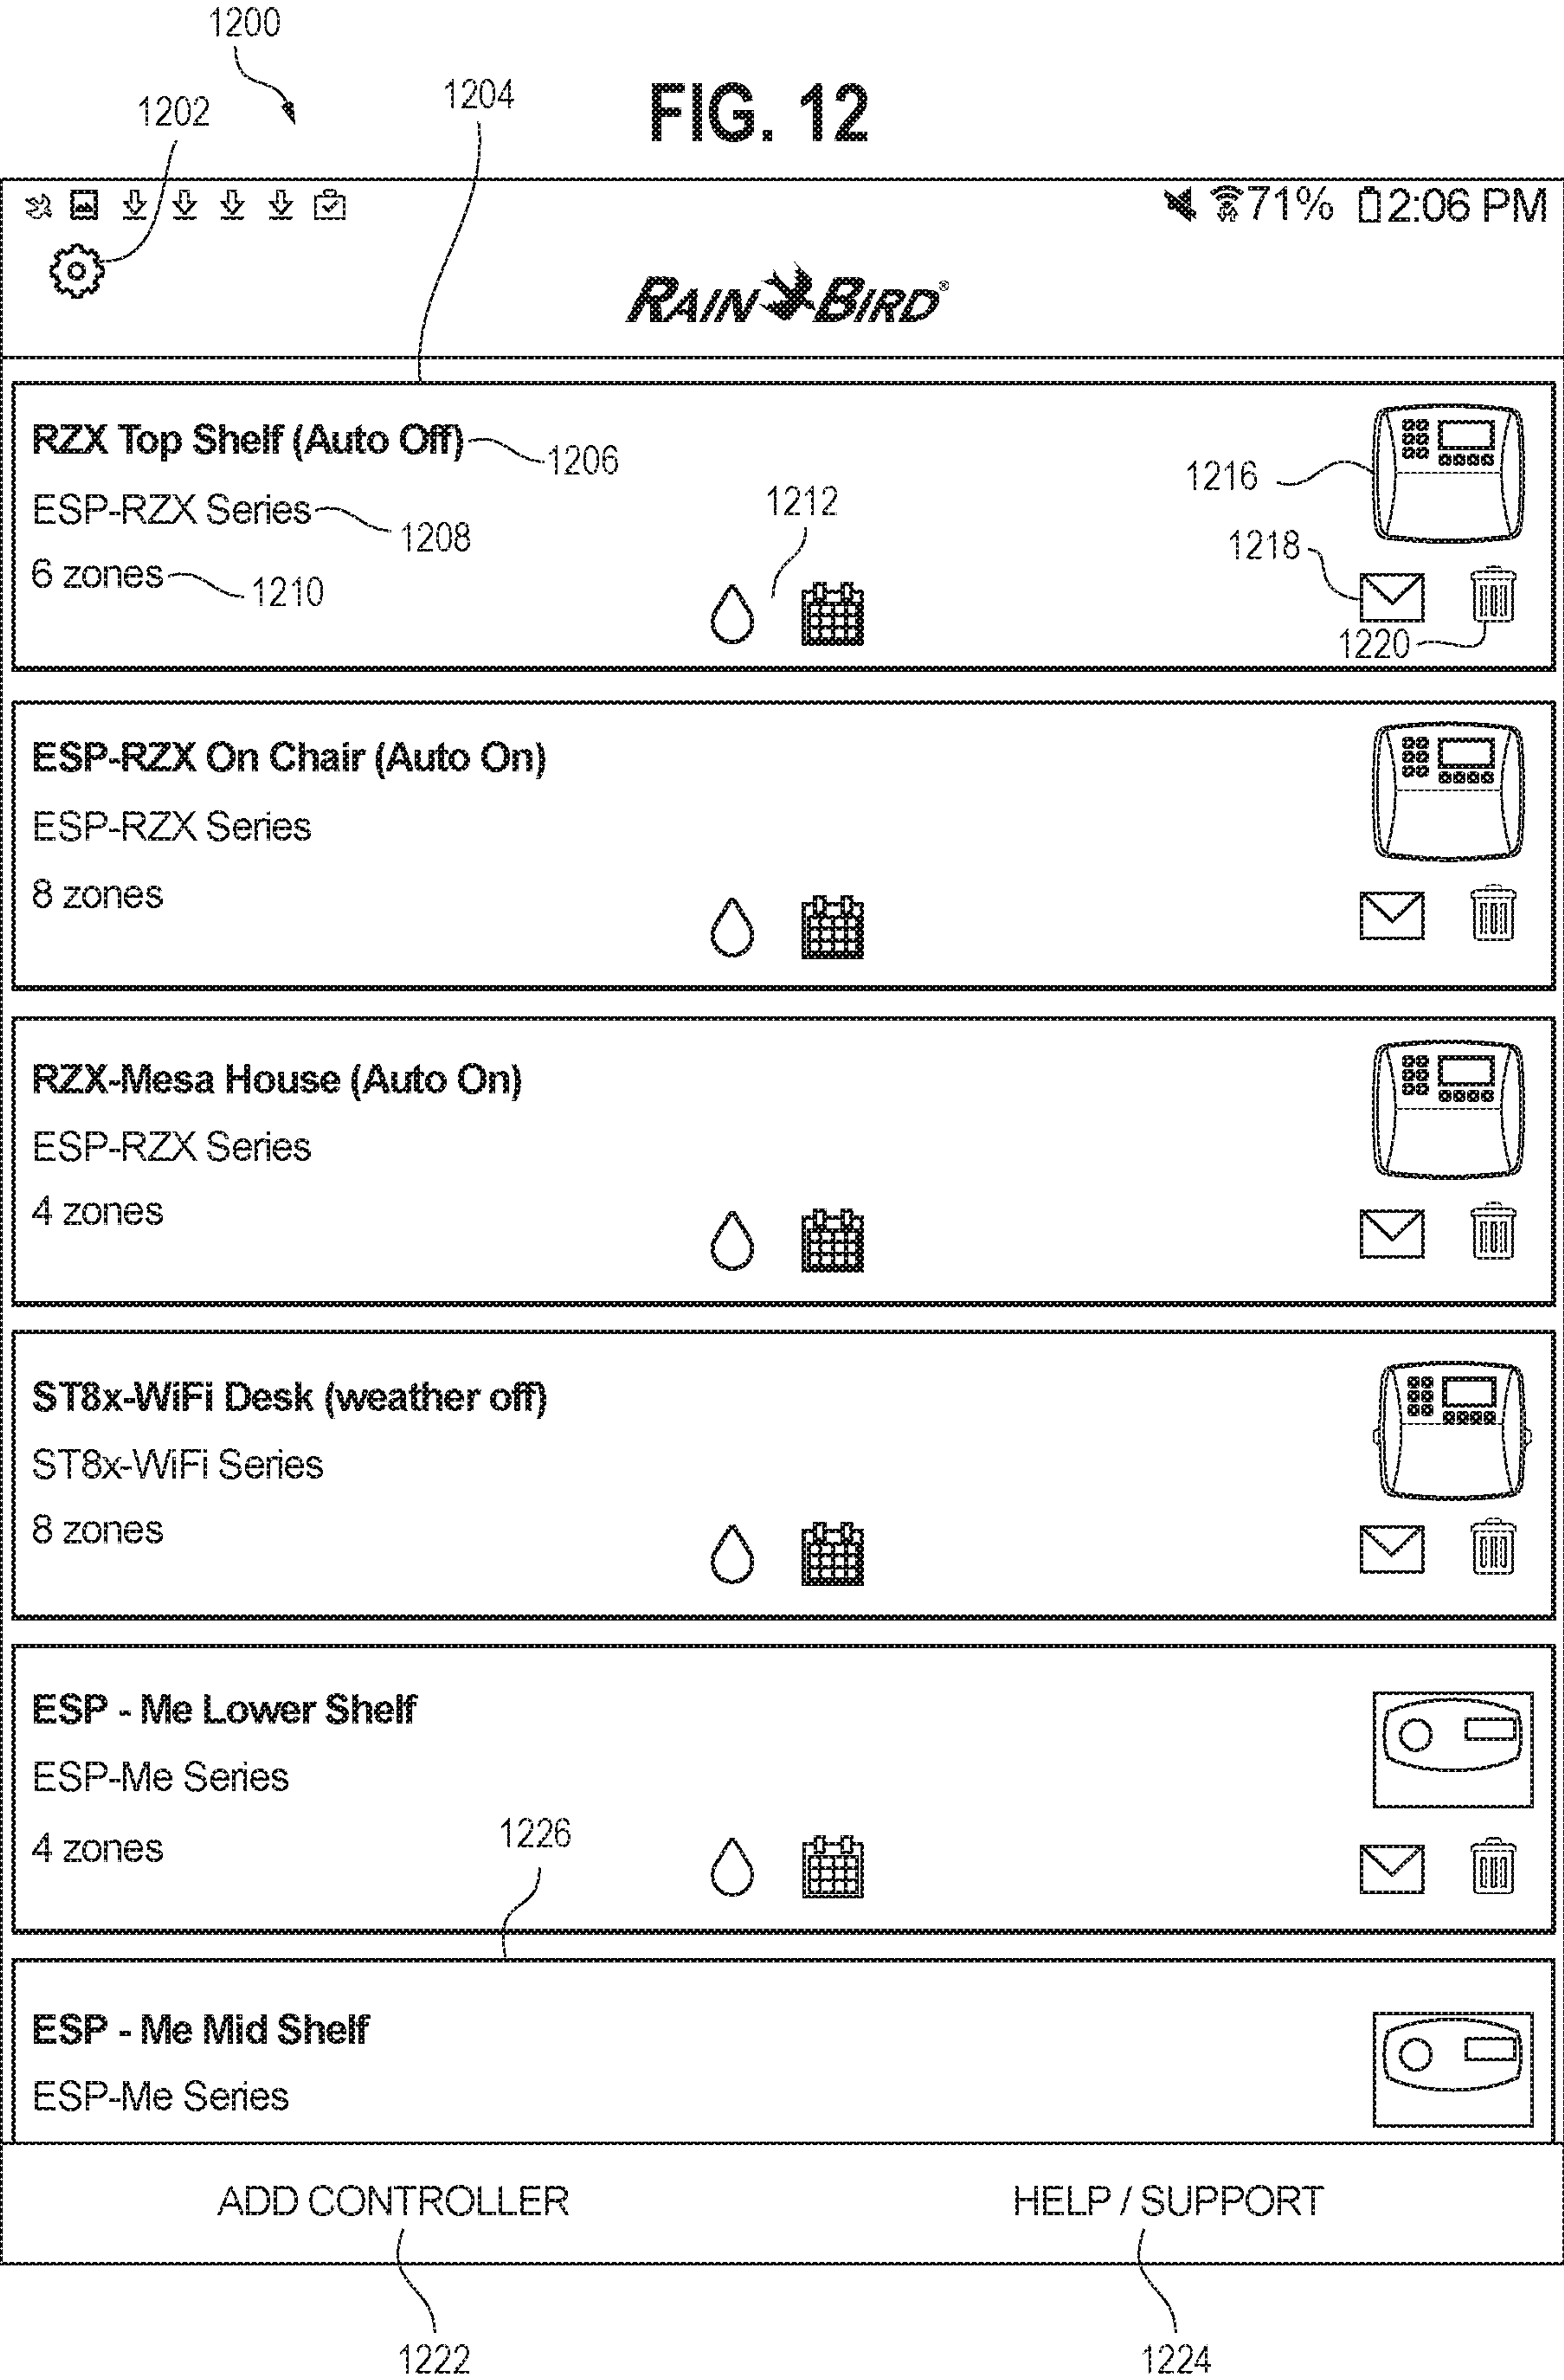 1200
FIG. 12
1204
1202
71% 2:06 PM
RAIN BIRD®
RZX Top Shelf (Auto Off)
1206
1216
ESP-RZX Series
1208
1212
1218
6 zones
1210
1220
ESP-RZX On Chair (Auto On)
ESP-RZX Series
8 zones
RZX-Mesa House (Auto On)
ESP-RZX Series
4 zones
ST8x-WiFi Desk (weather off)
ST8x-WiFi Series
8 zones
ESP - Me Lower Shelf
ESP-Me Series
4 zones
1226
ESP - Me Mid Shelf
ESP-Me Series
ADD CONTROLLER
HELP / SUPPORT
1222
1224